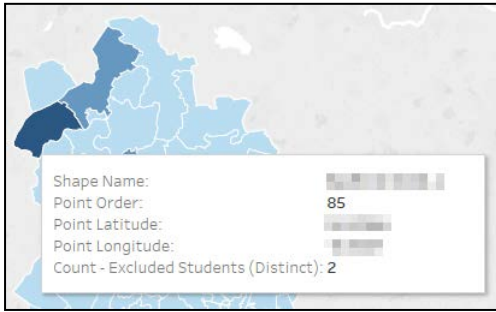 Shape Name:
Point Order: 85
Point Latitude:
Point Longitude:
Count - Excluded Students (Distinct): 2